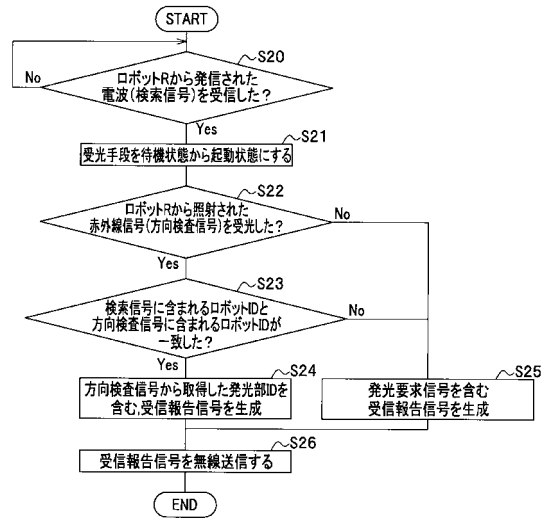 START
S20
ロボットRから発信された
電波(検索信号)を受信した?
No
Yes
S21
受光手段を待機状態から起動状態にする
S22
ロボットRから照射された
赤外線信号(方向検査信号)を受光した?
No
Yes
S23
検索信号に含まれるロボットIDと
方向検査信号に含まれるロボットIDが
一致した?
No
Yes
S24
方向検査信号から取得した発光部IDを
含む,受信報告信号を生成
S25
発光要求信号を含む
受信報告信号を生成
S26
受信報告信号を無線送信する
END